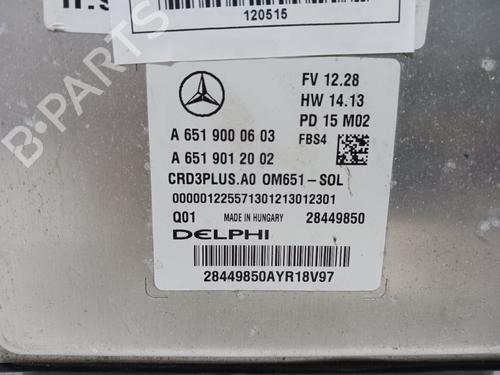 120515
FV 12.28
HW 14.13
PD 15 M02
A 651 900 06 03
FBS4
A 651 901 20 02
CRD3PLUS.A0 OM651-SOL
000001225571301213012301
Q01 MADE IN HUNGARY 28449850
DELPHI
28449850AYR18V97
B-Parts